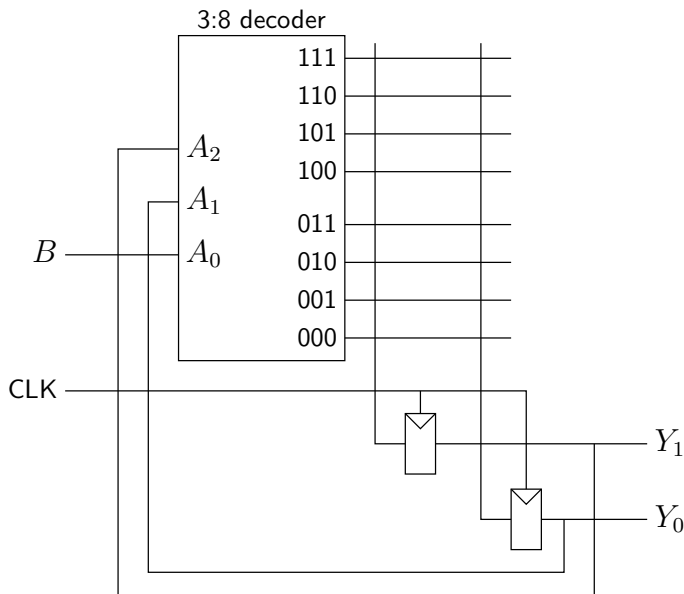 3:8 decoder
111
110
101
A₂ 100
A₁
011
B A₀ 010
001
000
CLK
Y₁
Y₀